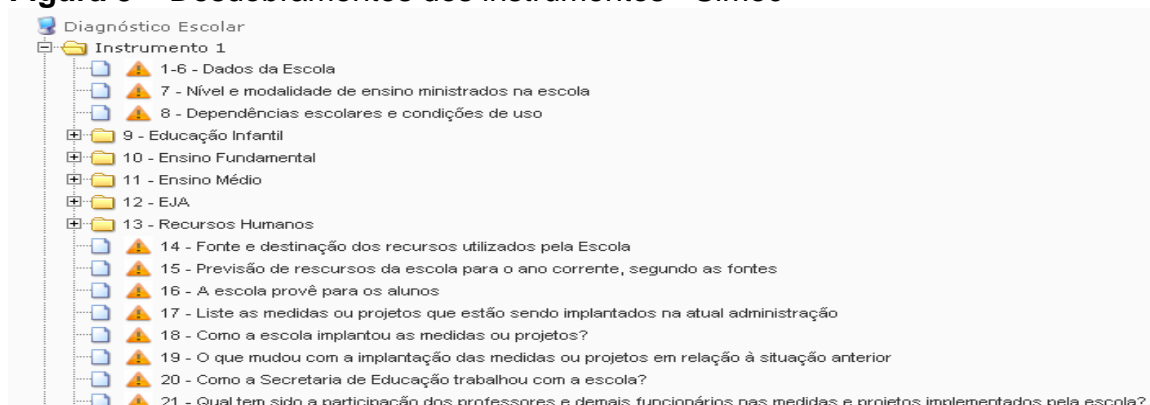 Diagnóstico Escolar
Instrumento 1
1-6 - Dados da Escola
7 - Nível e modalidade de ensino ministrados na escola
8 - Dependências escolares e condições de uso
9 - Educação Infantil
10 - Ensino Fundamental
11 - Ensino Médio
12 - EJA
13 - Recursos Humanos
14 - Fonte e destinação dos recursos utilizados pela Escola
15 - Previsão de rescursos da escola para o ano corrente, segundo as fontes
16 - A escola provê para os alunos
17 - Liste as medidas ou projetos que estão sendo implantados na atual administração
18 - Como a escola implantou as medidas ou projetos?
19 - O que mudou com a implantação das medidas ou projetos em relação à situação anterior
20 - Como a Secretaria de Educação trabalhou com a escola?
21 - Qual tem sido a participação dos professores e demais funcionários nas medidas e projetos implementados pela escola?